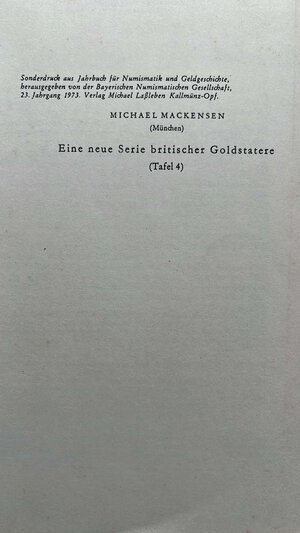 Sonderdruck aus Jahrbuch für Numismatik und Geldgeschichte,
herausgegeben von der Bayerischen Numismatischen Gesellschaft,
23. Jahrgang 1973. Verlag Michael Laßleben Kallmünz-Opf.
MICHAEL MACKENSEN
(München)
Eine neue Serie britischer Goldstatere
(Tafel 4)